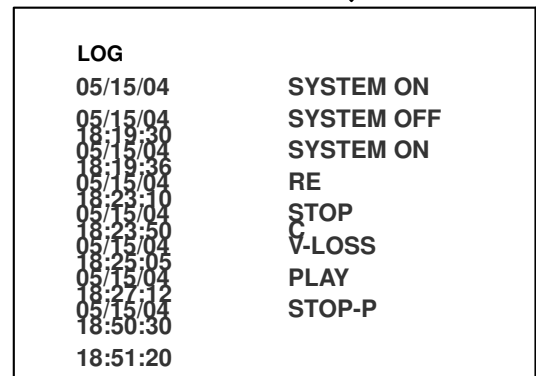 LOG
05/15/04 SYSTEM ON
05/15/04 SYSTEM OFF
18:19:30
05/15/04 SYSTEM ON
18:19:36
05/15/04 RE
18:23:10
05/15/04 STOP
18:23:50 C
05/15/04 V-LOSS
18:25:05
05/15/04 PLAY
18:27:12
05/15/04 STOP-P
18:50:30
18:51:20